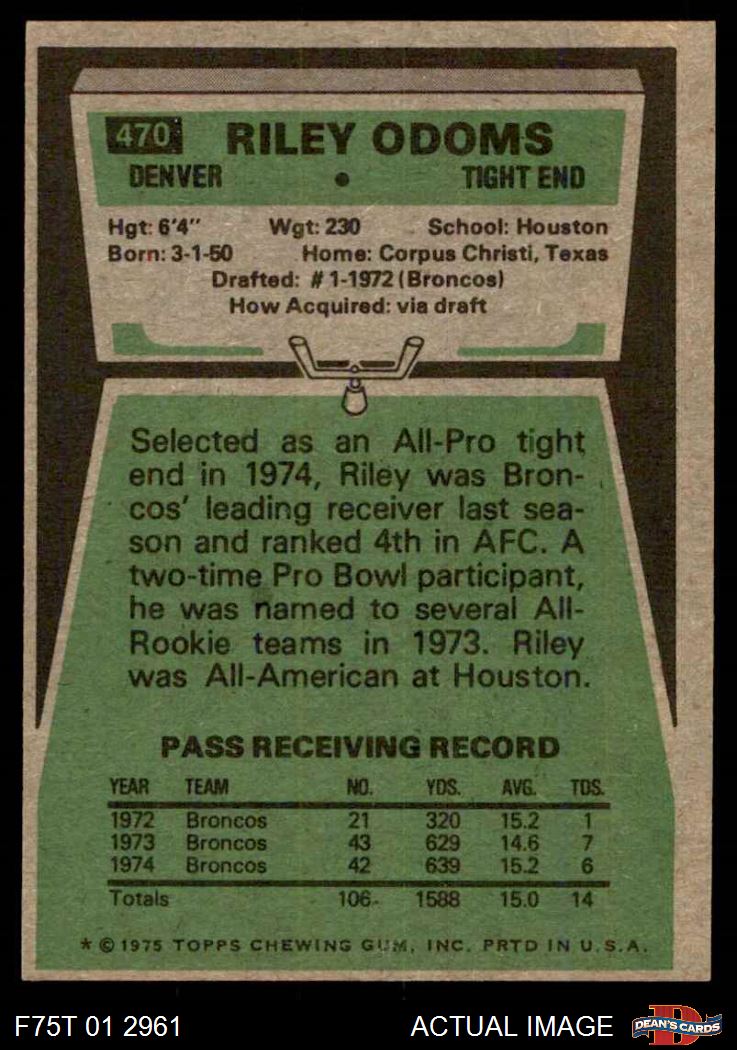 470 RILEY ODOMS
DENVER • TIGHT END
Hgt: 6'4" Wgt: 230 School: Houston
Born: 3-1-50 Home: Corpus Christi, Texas
Drafted: #1-1972 (Broncos)
How Acquired: via draft
Selected as an All-Pro tight
end in 1974, Riley was Bron-
cos' leading receiver last sea-
son and ranked 4th in AFC. A
two-time Pro Bowl participant,
he was named to several All-
Rookie teams in 1973. Riley
was All-American at Houston.
PASS RECEIVING RECORD
YEAR TEAM NO. YDS. AVG. TDS.
1972 Broncos 21 320 15.2 1
1973 Broncos 43 629 14.6 7
1974 Broncos 42 639 15.2 6
Totals 106 1588 15.0 14
* © 1975 TOPPS CHEWING GUM, INC. PRTD IN U.S.A.
F75T 01 2961 ACTUAL IMAGE D DEAN'S CARDS